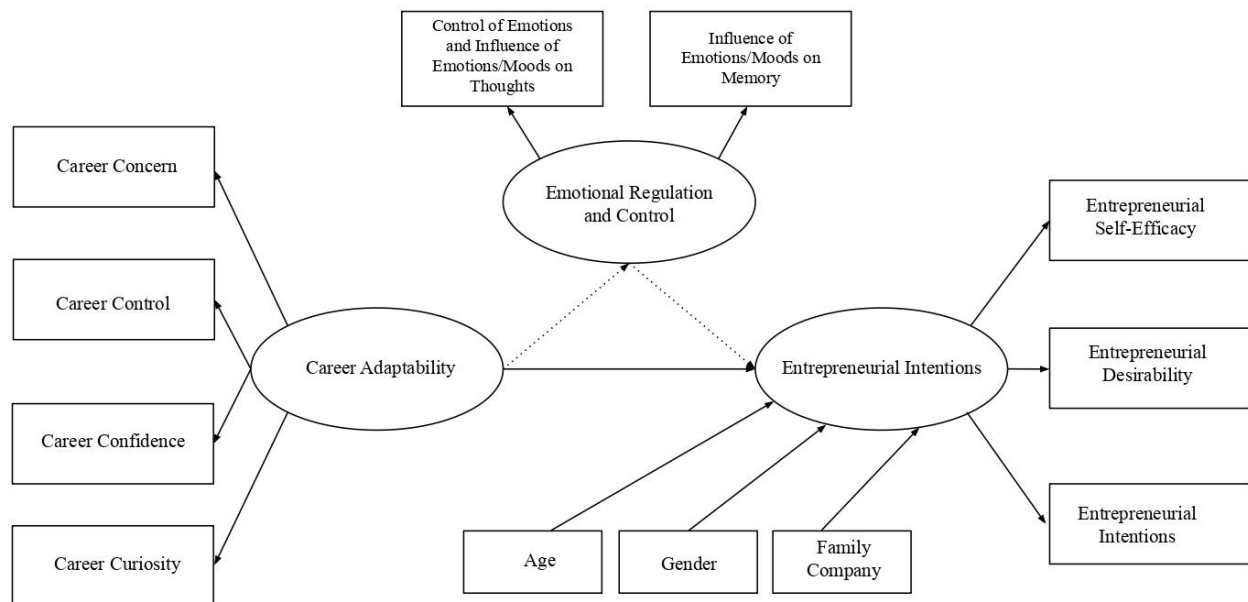 Control of Emotions
and Influence of
Emotions/Moods on
Thoughts
Influence of
Emotions/Moods on
Memory
Career Concern
Emotional Regulation
and Control
Entrepreneurial
Self-Efficacy
Career Control
Career Adaptability
Entrepreneurial Intentions
Entrepreneurial
Desirability
Career Confidence
Entrepreneurial
Intentions
Age
Gender
Family
Company
Career Curiosity